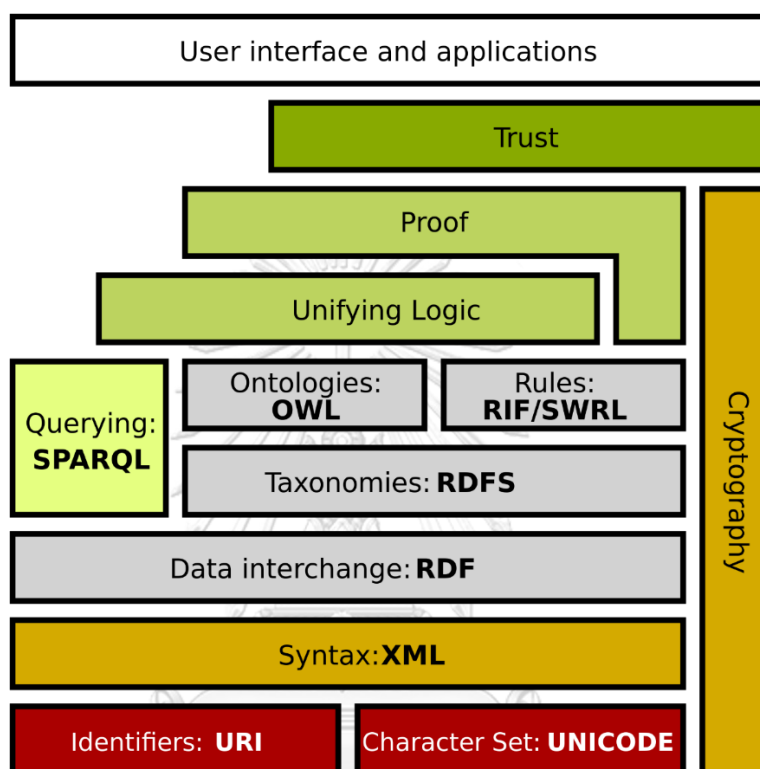 User interface and applications
Trust
Proof
Unifying Logic
Querying:
SPARQL
Ontologies:
OWL
Rules:
RIF/SWRL
Taxonomies: RDFS
Data interchange: RDF
Syntax:XML
Identifiers: URI
Character Set: UNICODE
Cryptography